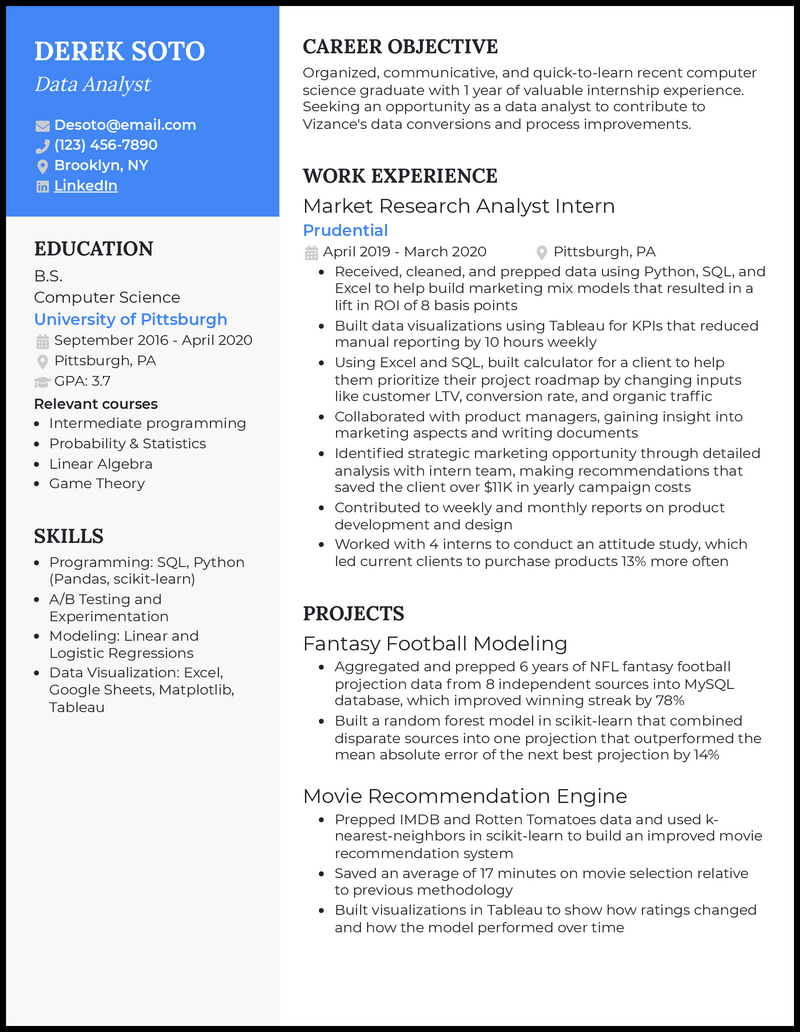 DEREK SOTO
Data Analyst
Desoto@email.com
(123) 456-7890
Brooklyn, NY
LinkedIn
EDUCATION
B.S.
Computer Science
University of Pittsburgh
September 2016 - April 2020
Pittsburgh, PA
GPA: 3.7
Relevant courses
• Intermediate programming
• Probability & Statistics
• Linear Algebra
• Game Theory
SKILLS
• Programming: SQL, Python
(Pandas, scikit-learn)
• A/B Testing and
Experimentation
• Modeling: Linear and
Logistic Regressions
• Data Visualization: Excel,
Google Sheets, Matplotlib,
Tableau
CAREER OBJECTIVE
Organized, communicative, and quick-to-learn recent computer
science graduate with 1 year of valuable internship experience.
Seeking an opportunity as a data analyst to contribute to
Vizance's data conversions and process improvements.
WORK EXPERIENCE
Market Research Analyst Intern
Prudential
April 2019 - March 2020 Pittsburgh, PA
• Received, cleaned, and prepped data using Python, SQL, and
Excel to help build marketing mix models that resulted in a
lift in ROI of 8 basis points
• Built data visualizations using Tableau for KPIs that reduced
manual reporting by 10 hours weekly
• Using Excel and SQL, built calculator for a client to help
them prioritize their project roadmap by changing inputs
like customer LTV, conversion rate, and organic traffic
• Collaborated with product managers, gaining insight into
marketing aspects and writing documents
• Identified strategic marketing opportunity through detailed
analysis with intern team, making recommendations that
saved the client over $11K in yearly campaign costs
• Contributed to weekly and monthly reports on product
development and design
• Worked with 4 interns to conduct an attitude study, which
led current clients to purchase products 13% more often
PROJECTS
Fantasy Football Modeling
• Aggregated and prepped 6 years of NFL fantasy football
projection data from 8 independent sources into MySQL
database, which improved winning streak by 78%
• Built a random forest model in scikit-learn that combined
disparate sources into one projection that outperformed the
mean absolute error of the next best projection by 14%
Movie Recommendation Engine
• Prepped IMDB and Rotten Tomatoes data and used k-
nearest-neighbors in scikit-learn to build an improved movie
recommendation system
• Saved an average of 17 minutes on movie selection relative
to previous methodology
• Built visualizations in Tableau to show how ratings changed
and how the model performed over time